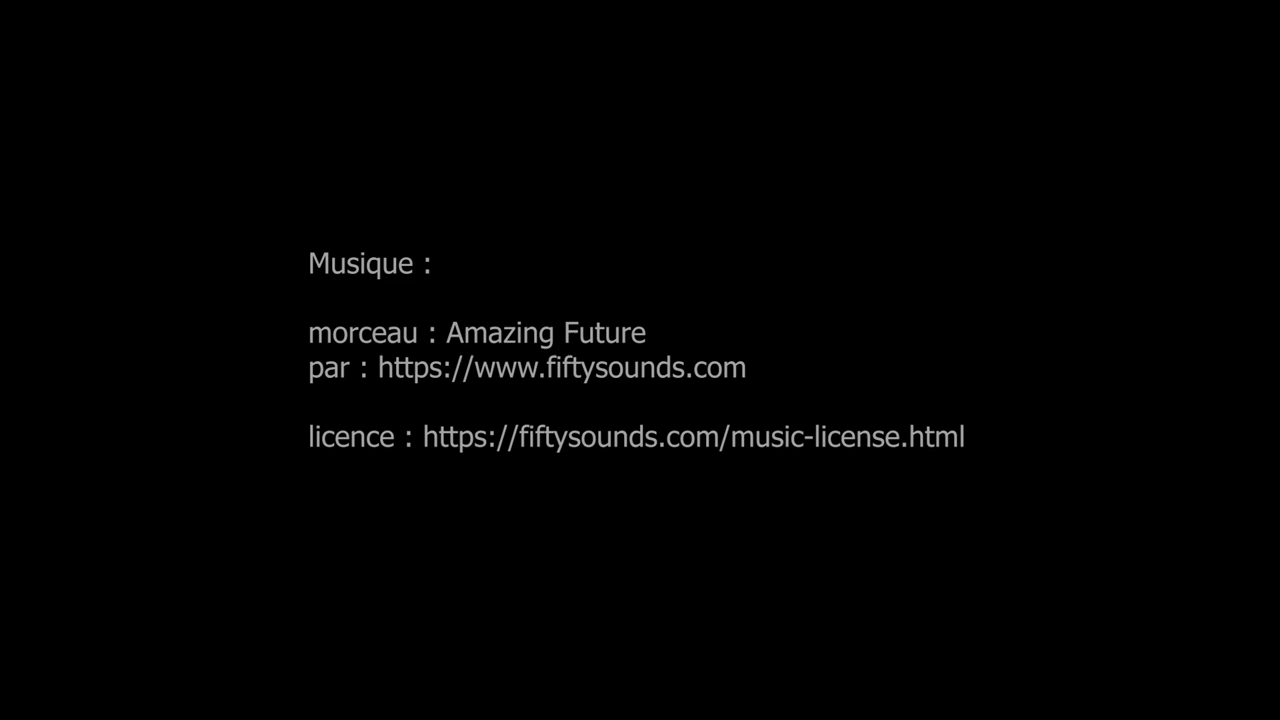 Musique :
morceau : Amazing Future
par : https://www.fiftysounds.com
licence : https://fiftysounds.com/music-license.html